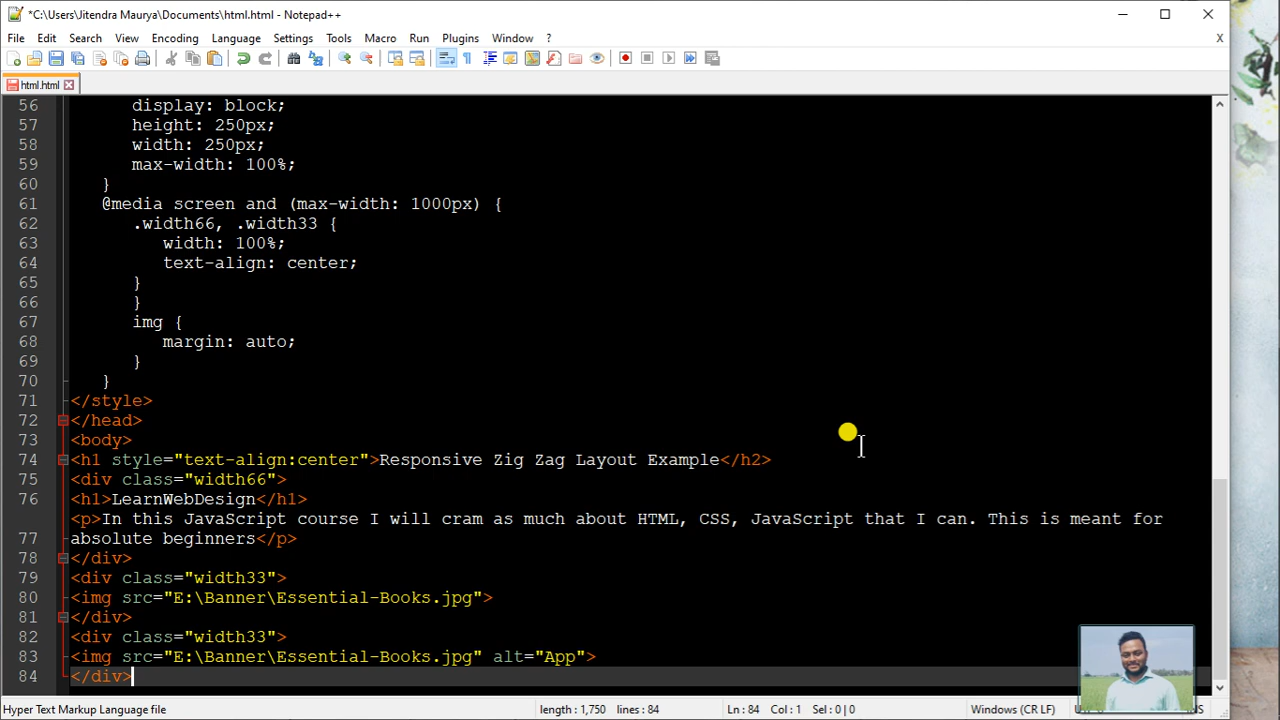 *C:\Users\Jitendra Maurya\Documents\html.html - Notepad++
File Edit Search View Encoding Language Settings Tools Macro Run Plugins Window ? X
html.html
56 display: block;
57 height: 250px;
58 width: 250px;
59 max-width: 100%;
60 }
61 @media screen and (max-width: 1000px) {
62 .width66, .width33 {
63 width: 100%;
64 text-align: center;
65 }
66 }
67 img {
68 margin: auto;
69 }
70 }
71 </style>
72 </head>
73 <body>
74 <h1 style="text-align:center">Responsive Zig Zag Layout Example</h2>
75 <div class="width66">
76 <h1>LearnWebDesign</h1>
<p>In this JavaScript course I will cram as much about HTML, CSS, JavaScript that I can. This is meant for
77 absolute beginners</p>
78 </div>
79 <div class="width33">
80 <img src="E:\Banner\Essential-Books.jpg">
81 </div>
82 <div class="width33">
83 <img src="E:\Banner\Essential-Books.jpg" alt="App">
84 </div>
Hyper Text Markup Language file length : 1,750 lines : 84 Ln : 84 Col : 1 Sel : 0 | 0 Windows (CR LF)